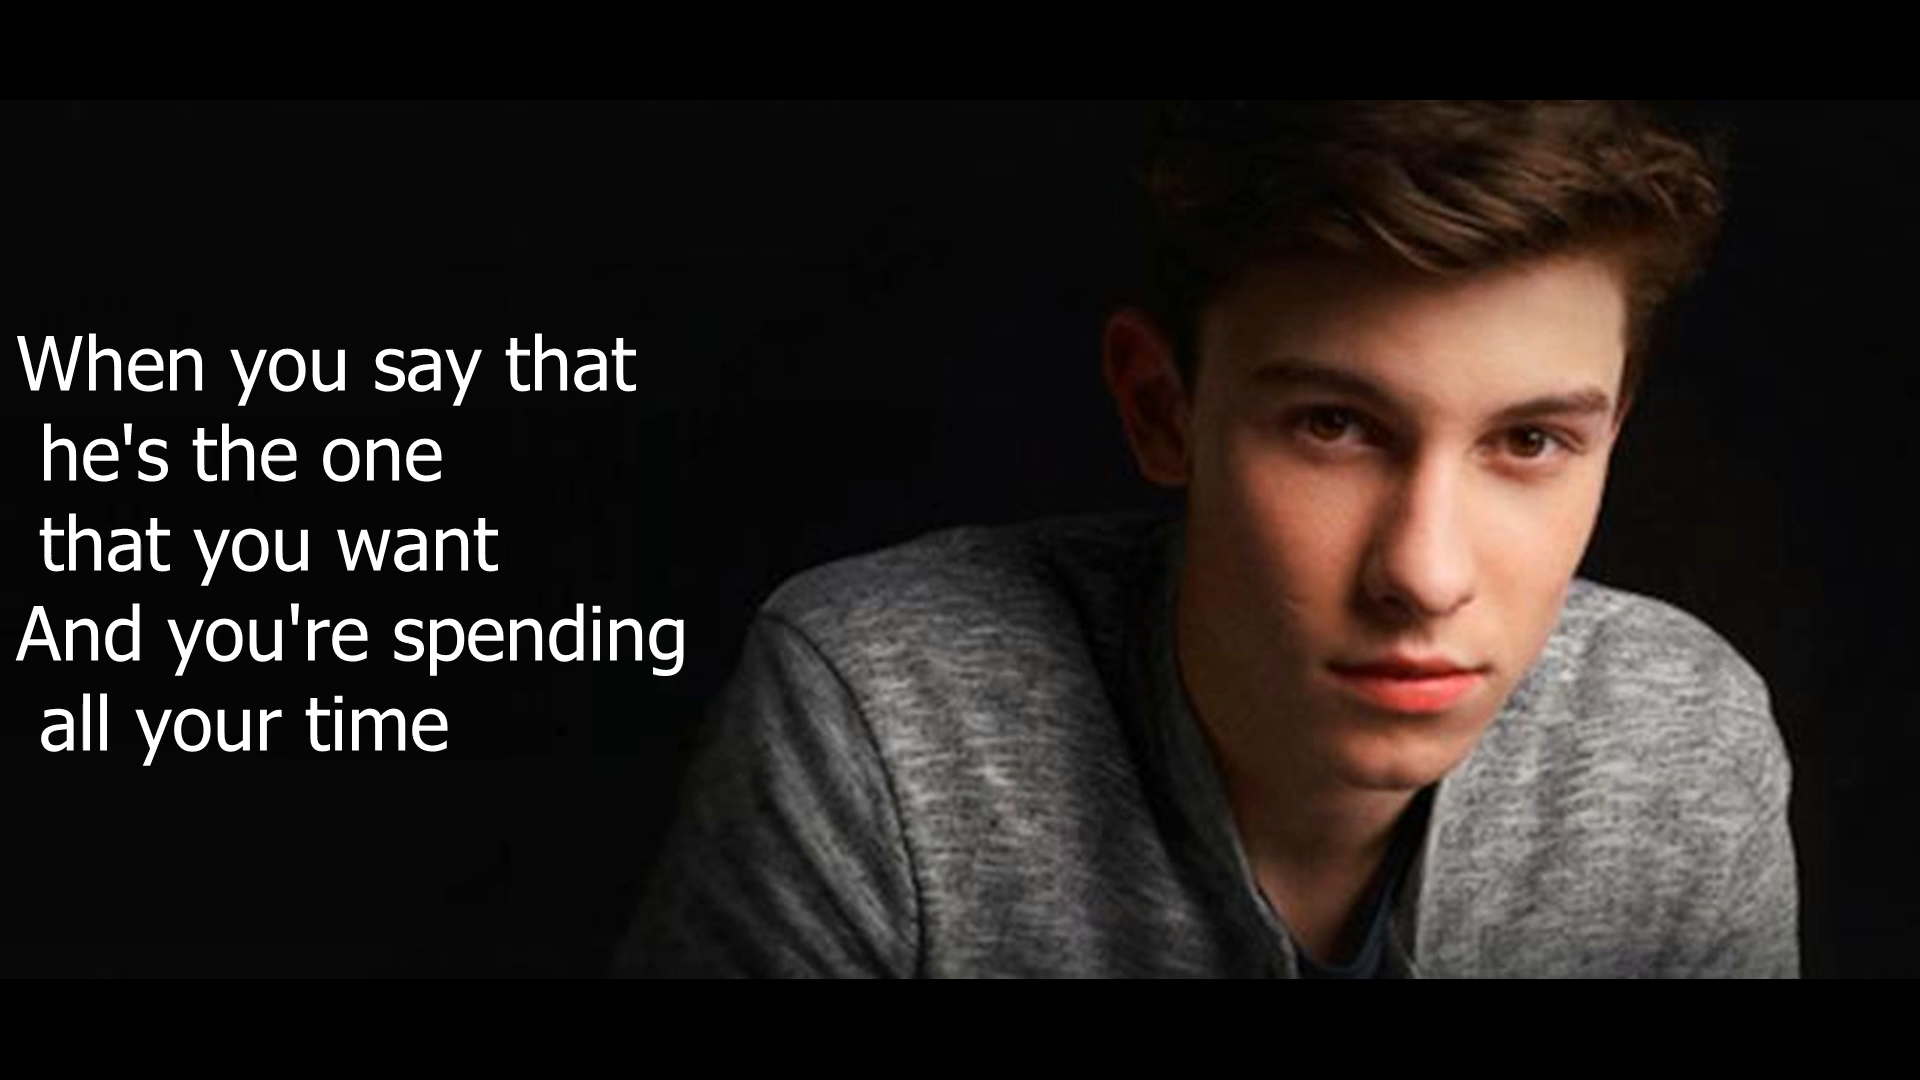 When you say that
he's the one
that you want
And you're spending
all your time